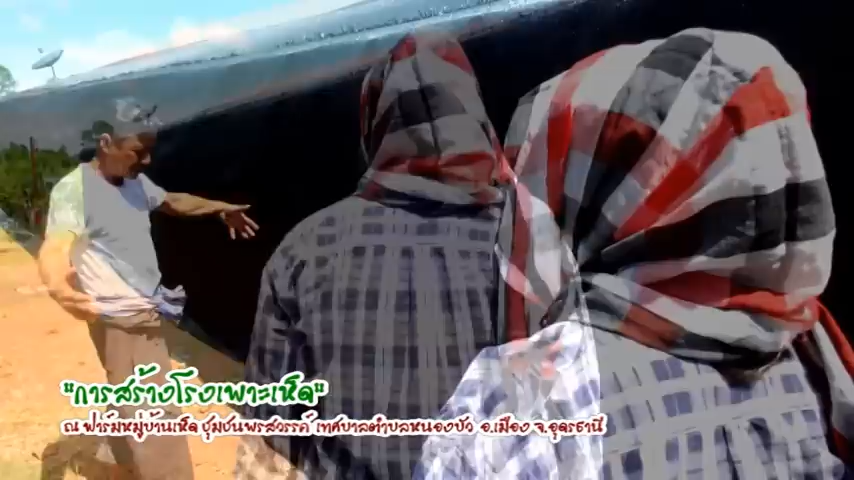 "การสร้างโรงเพาะเห็ด"
ณ ฟาร์มหมู่บ้านเห็ด ชุมชนพรสวรรค์ เทศบาลตำบลหนองบัว อ.เมือง จ.อุดรธานี